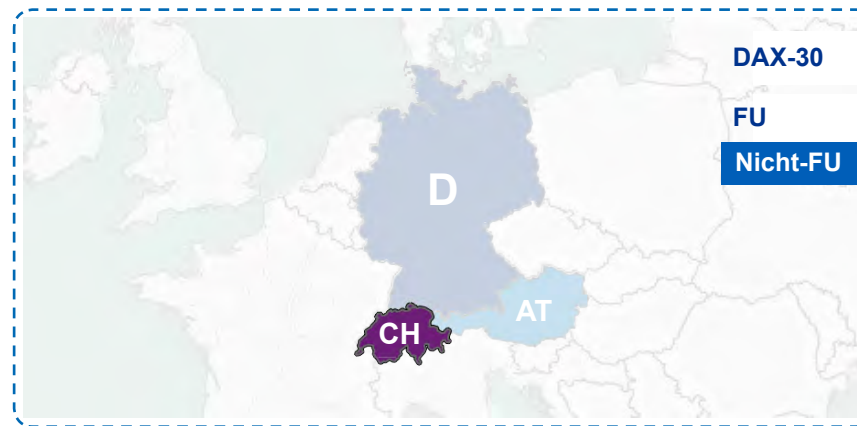 DAX-30
FU
Nicht-FU
D
AT
CH